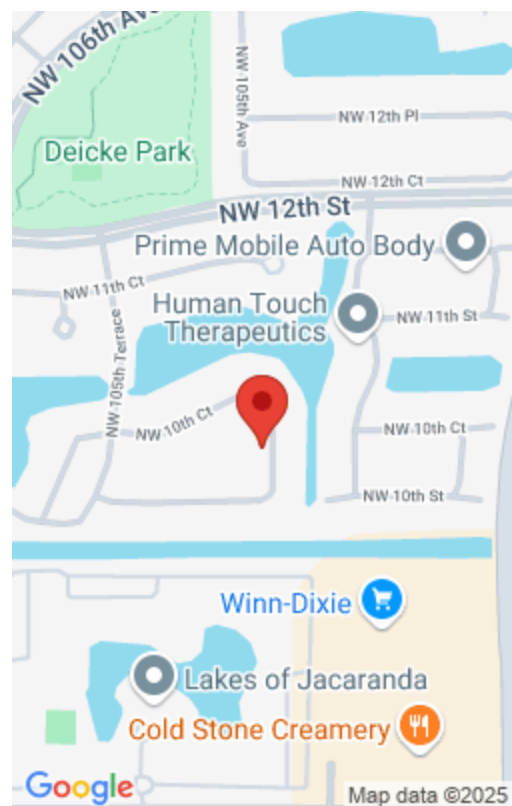 NW 106th Ave
NW 105th Ave
NW 12th Pl
Deicke Park
NW 12th Ct
NW 12th St
Prime Mobile Auto Body
NW 11th Ct
Human Touch
Therapeutics
NW 11th St
NW 105th Terrace
NW 10th Ct
NW 10th Ct
NW 10th St
Winn-Dixie
Lakes of Jacaranda
Cold Stone Creamery
Google
Map data ©2025